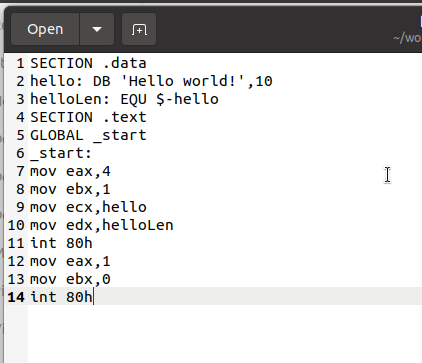 Open
~/wo
1 SECTION .data
2 hello: DB 'Hello world!',10
3 helloLen: EQU $-hello
4 SECTION .text
5 GLOBAL _start
6 _start:
7 mov eax,4
8 mov ebx,1
9 mov ecx,hello
10 mov edx,helloLen
11 int 80h
12 mov eax,1
13 mov ebx,0
14 int 80h